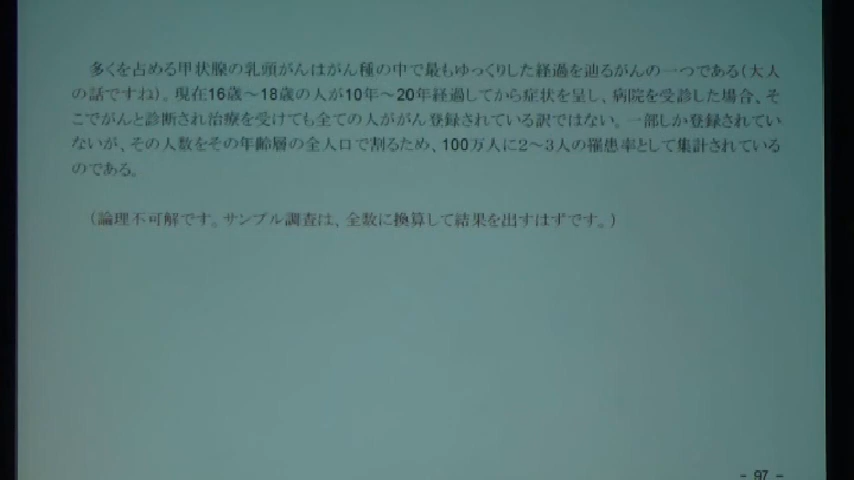 多くを占める甲状腺の乳頭がんはがん種の中で最もゆっくりした経過を辿るがんの一つである(大人
の話ですね)。現在16歳〜18歳の人が10年〜20年経過してから症状を呈し、病院を受診した場合、そ
こでがんと診断され治療を受けても全ての人ががん登録されている訳ではない。一部しか登録されてい
ないが、その人数をその年齢層の全人口で割るため、100万人に2〜3人の罹患率として集計されている
のである。
(論理不可解です。サンプル調査は、全数に換算して結果を出すはずです。)
- 97 -